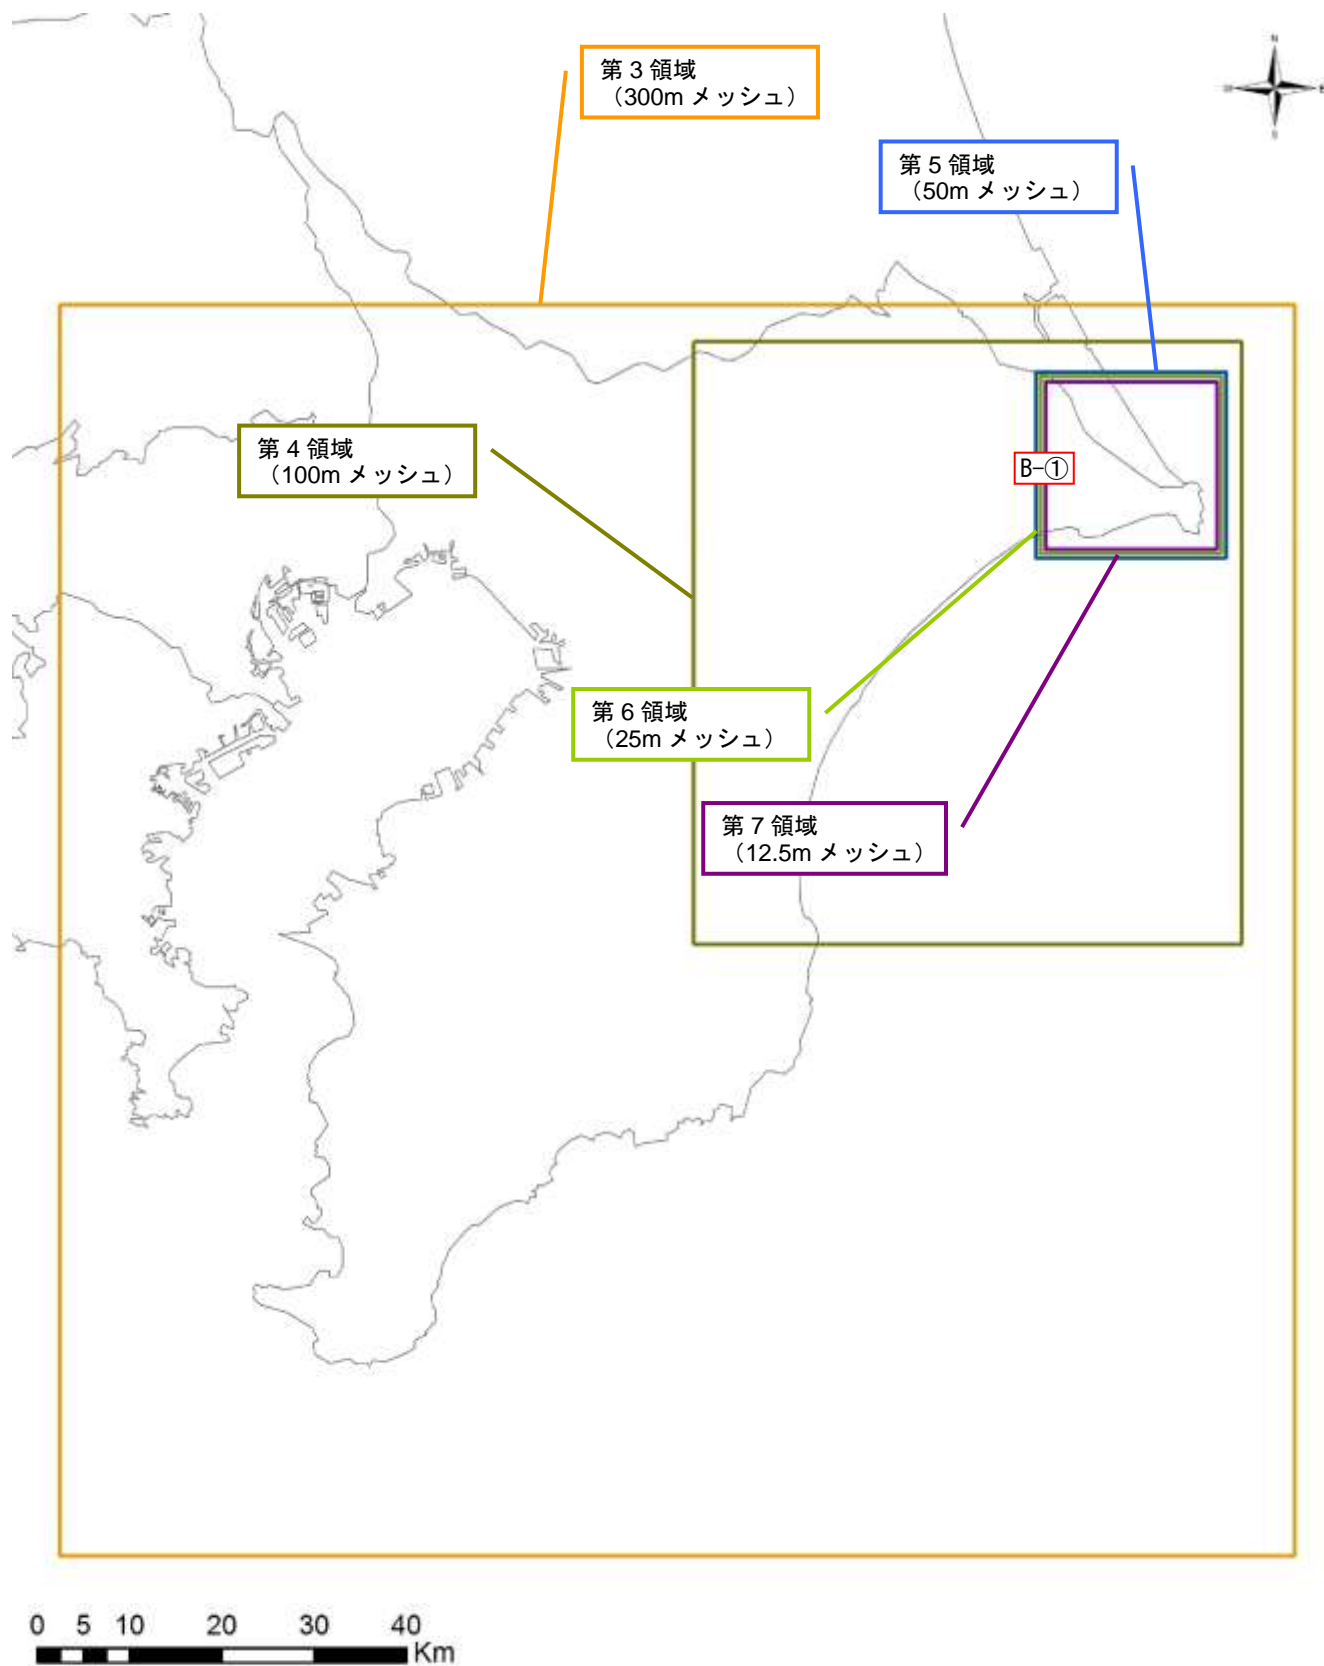 第 3 領域
（300m メッシュ）
N
W
E
S
第 5 領域
（50m メッシュ）
第 4 領域
（100m メッシュ）
B-①
第 6 領域
（25m メッシュ）
第 7 領域
（12.5m メッシュ）
0 5 10 20 30 40
Km